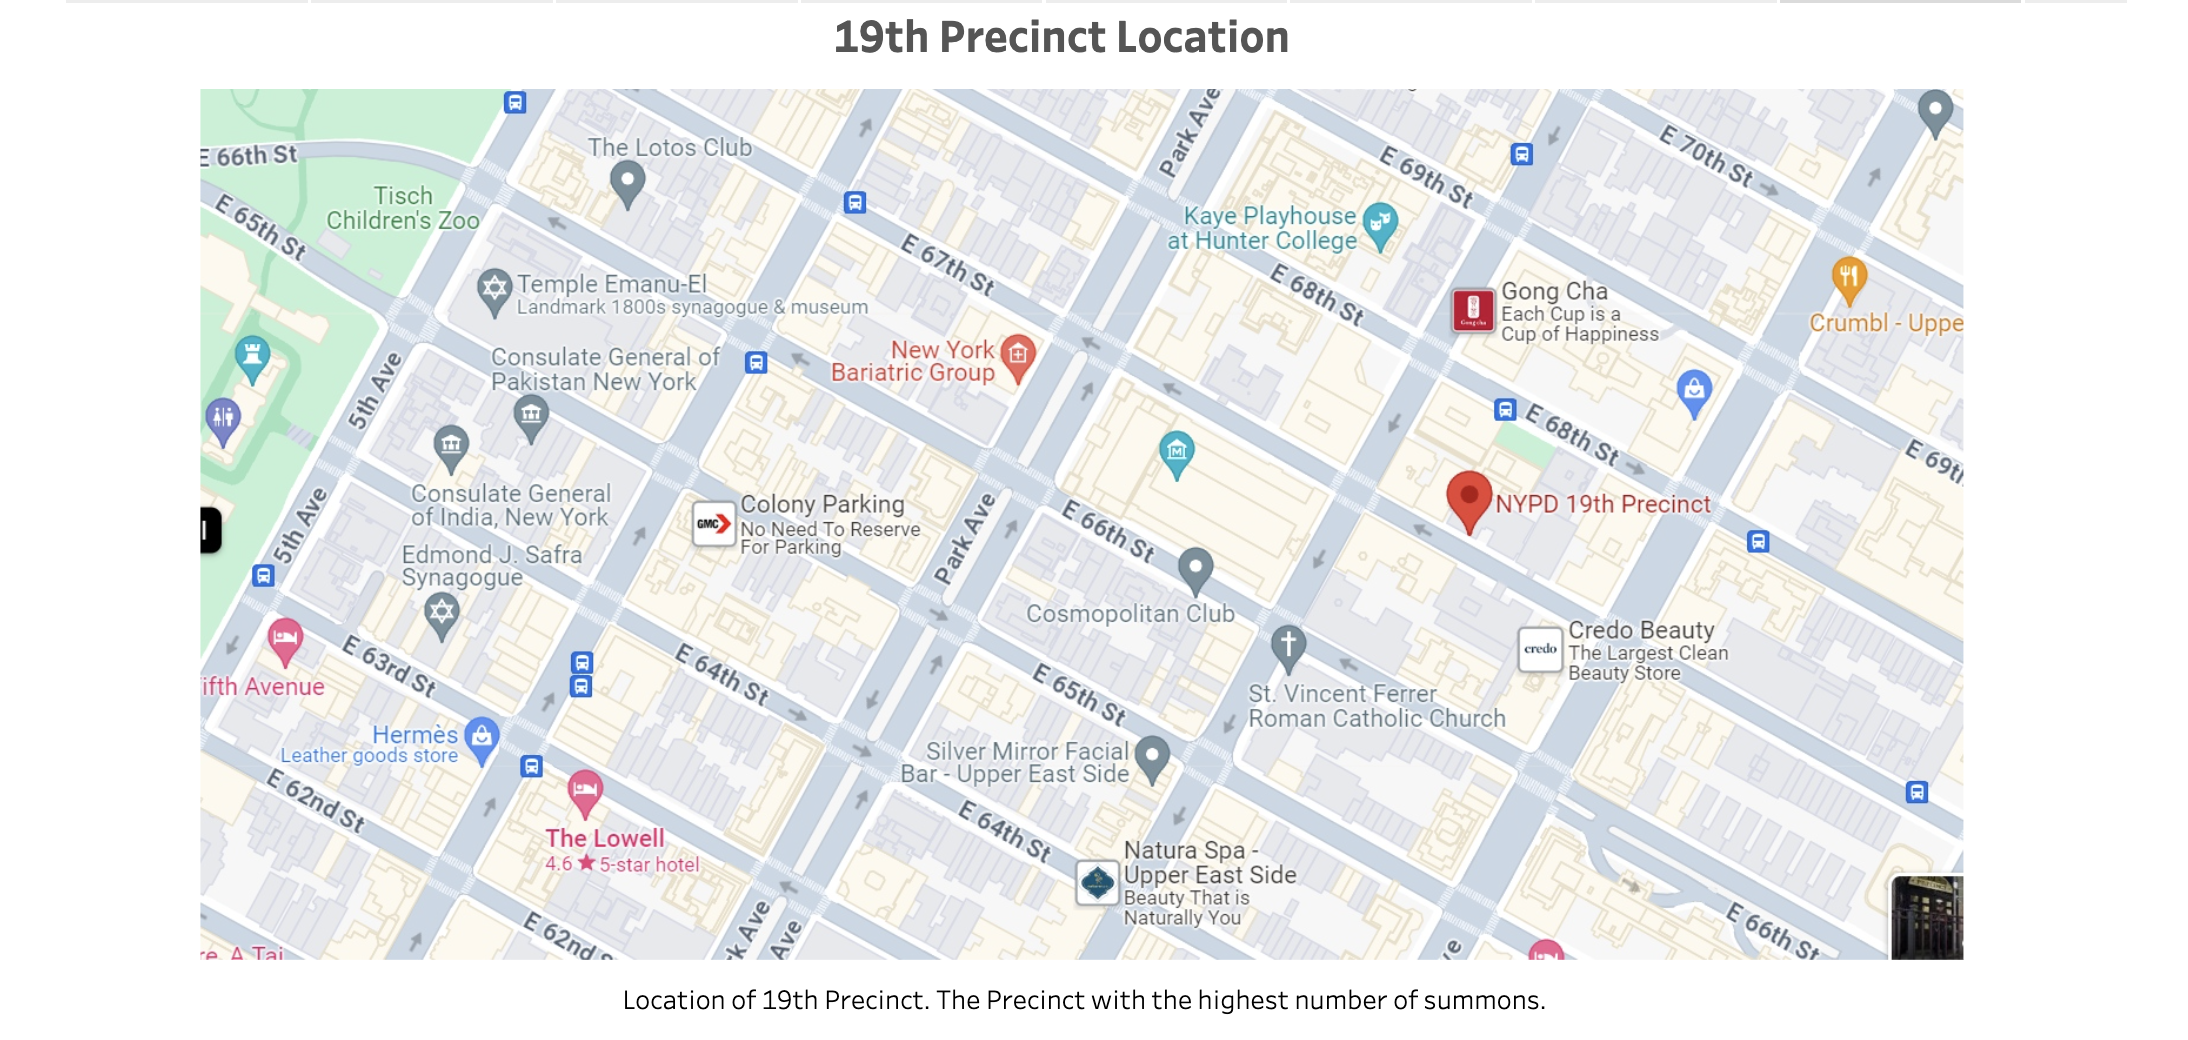 19th Precinct Location
E 66th St
E 65th St
Tisch
Children's Zoo
The Lotos Club
Park Ave
E 69th St
E 70th St
Kaye Playhouse
at Hunter College
E 67th St
E 68th St
Temple Emanu-El
Landmark 1800s synagogue & museum
Gong Cha
Each Cup is a
Cup of Happiness
Gong cha
Crumbl - Uppe
Consulate General of
Pakistan New York
New York
Bariatric Group
5th Ave
E 68th St
E 69th
Consulate General
of India, New York
GMC
Colony Parking
No Need To Reserve
For Parking
NYPD 19th Precinct
5th Ave
Park Ave
E 66th St
Edmond J. Safra
Synagogue
Cosmopolitan Club
credo
Credo Beauty
The Largest Clean
Beauty Store
E 63rd St
E 64th St
E 65th St
ifth Avenue
St. Vincent Ferrer
Roman Catholic Church
Hermès
Leather goods store
Silver Mirror Facial
Bar - Upper East Side
E 62nd St
E 64th St
The Lowell
4.6 ★ 5-star hotel
Natura Spa -
Upper East Side
Beauty That is
Naturally You
E 62nd S
k Ave
Ave
E 66th St
re, A Taj
Location of 19th Precinct. The Precinct with the highest number of summons.